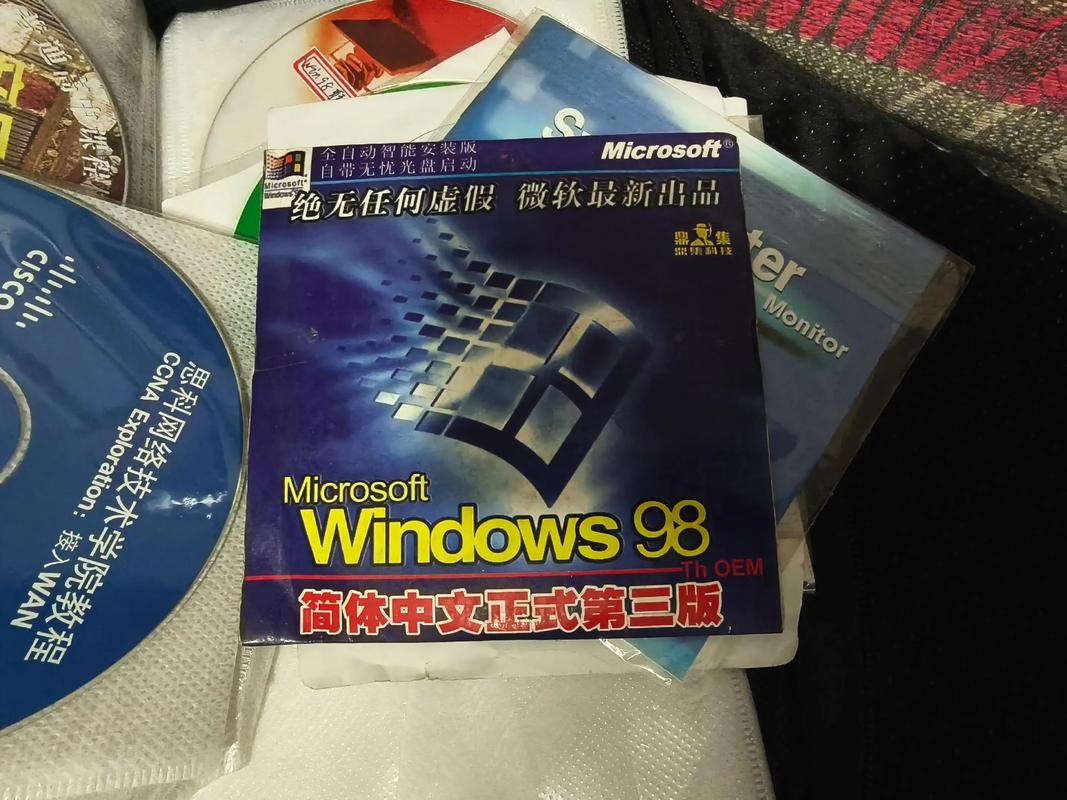 全自动智能安装版
自带无忧光盘启动
Microsoft®
Microsoft®
绝无任何虚假 微软最新出品
鼎集
鼎集科技
Microsoft
Windows 98
Th OEM
简体中文正式第三版
CISCO
思科网络技术学院教程
CCNA Exploration：接入WAN
Monitor